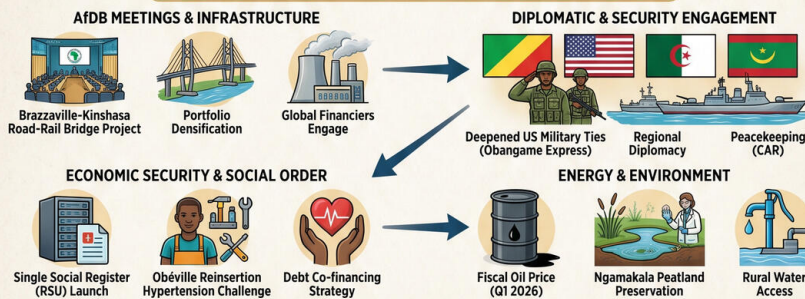 AfDB MEETINGS & INFRASTRUCTURE
Brazzaville-Kinshasa
Road-Rail Bridge Project
Portfolio
Densification
Global Financiers
Engage
DIPLOMATIC & SECURITY ENGAGEMENT
Deepened US Military Ties
(Obangame Express)
Regional
Diplomacy
Peacekeeping
(CAR)
ECONOMIC SECURITY & SOCIAL ORDER
Single Social Register
(RSU) Launch
Obéville Reinsertion
Hypertension Challenge
Debt Co-financing
Strategy
ENERGY & ENVIRONMENT
Fiscal Oil Price
(Q1 2026)
Ngamakala Peatland
Preservation
Rural Water
Access